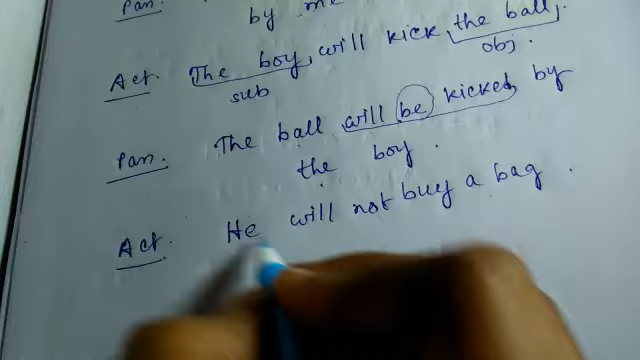 Pan.
by me
Act. The boy will kick the ball.
sub obj.
Pan. The ball will be kicked by
the boy.
Act. He will not buy a bag.